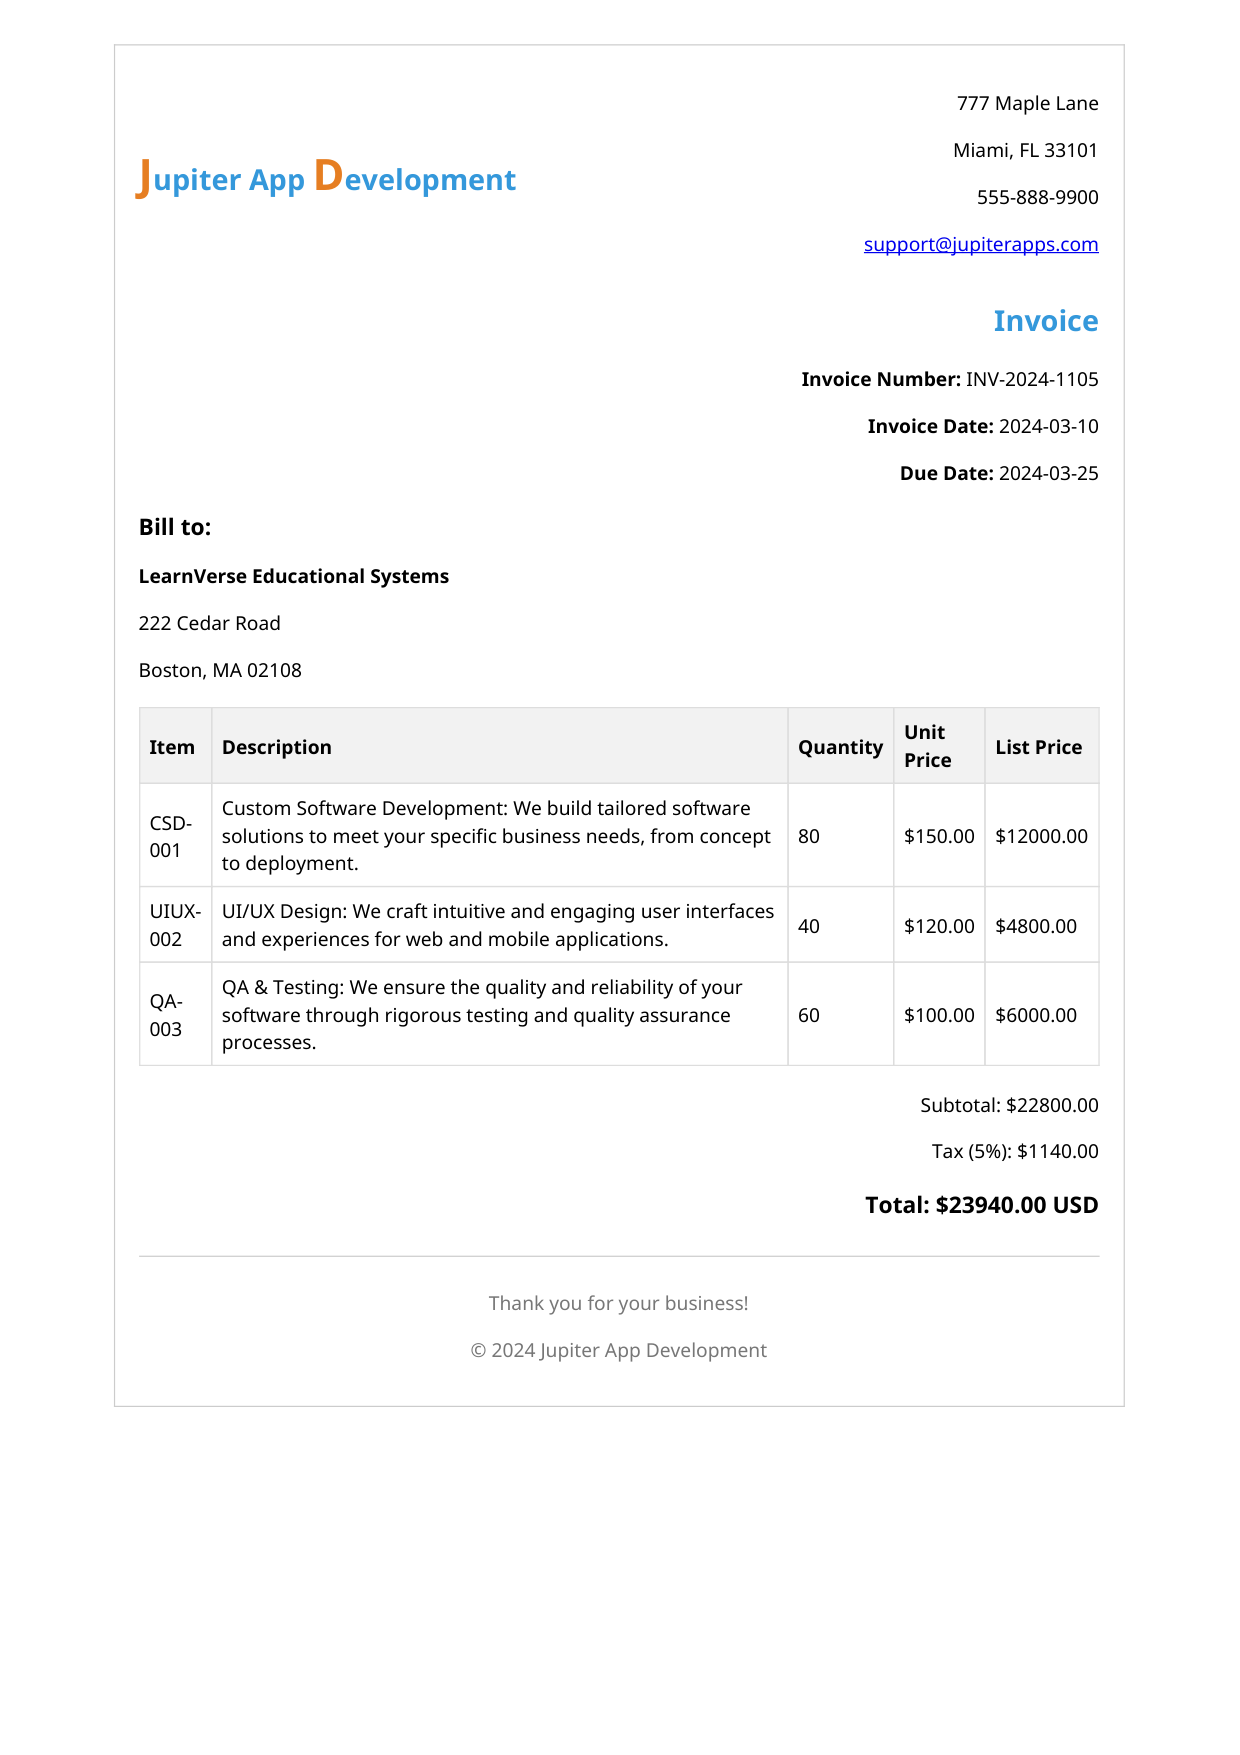 777 Maple Lane
Miami, FL 33101
Jupiter App Development
555-888-9900
support@jupiterapps.com
Invoice
Invoice Number: INV-2024-1105
Invoice Date: 2024-03-10
Due Date: 2024-03-25
Bill to:
LearnVerse Educational Systems
222 Cedar Road
Boston, MA 02108
Item Description Quantity Unit Price List Price
CSD-001 Custom Software Development: We build tailored software
solutions to meet your specific business needs, from concept
to deployment. 80 $150.00 $12000.00
UIUX-002 UI/UX Design: We craft intuitive and engaging user interfaces
and experiences for web and mobile applications. 40 $120.00 $4800.00
QA-003 QA & Testing: We ensure the quality and reliability of your
software through rigorous testing and quality assurance
processes. 60 $100.00 $6000.00
Subtotal: $22800.00
Tax (5%): $1140.00
Total: $23940.00 USD
Thank you for your business!
© 2024 Jupiter App Development